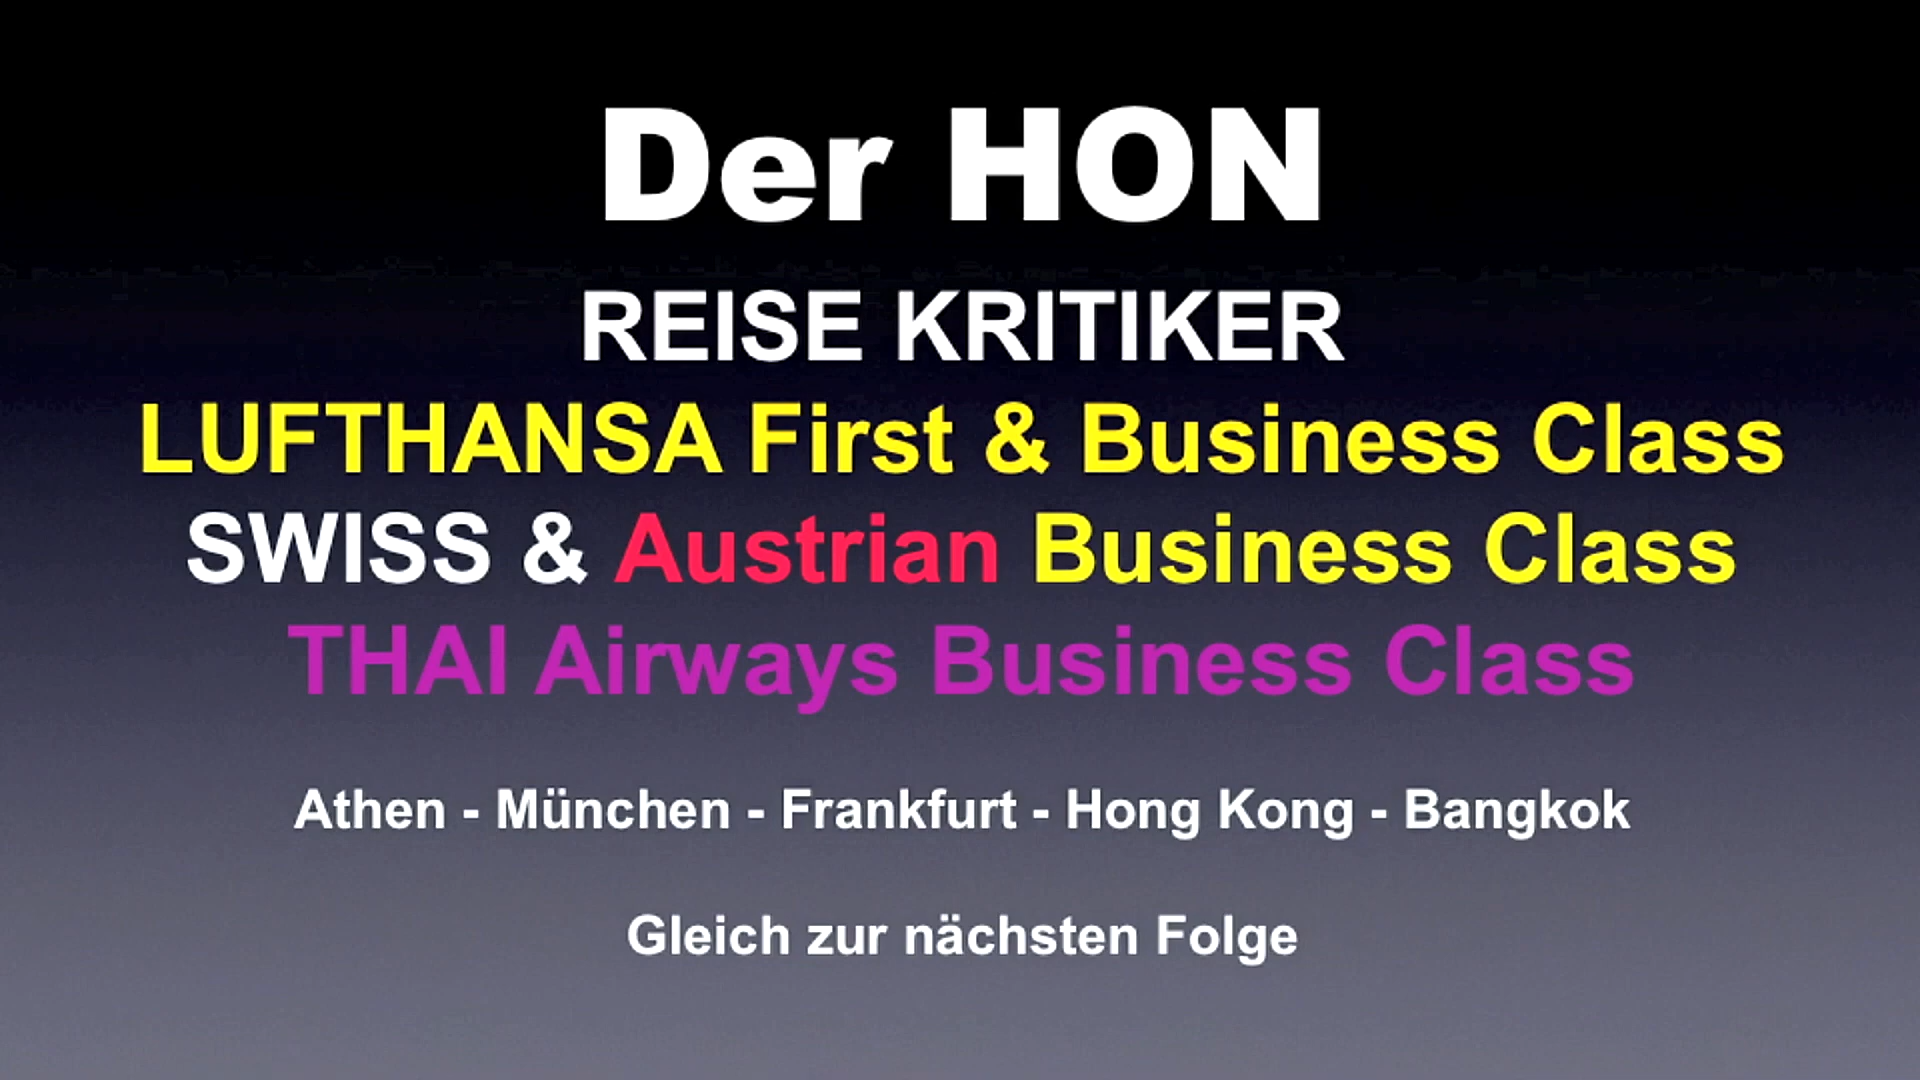 Der HON
REISE KRITIKER
LUFTHANSA First & Business Class
SWISS & Austrian Business Class
THAI Airways Business Class
Athen - München - Frankfurt - Hong Kong - Bangkok
Gleich zur nächsten Folge